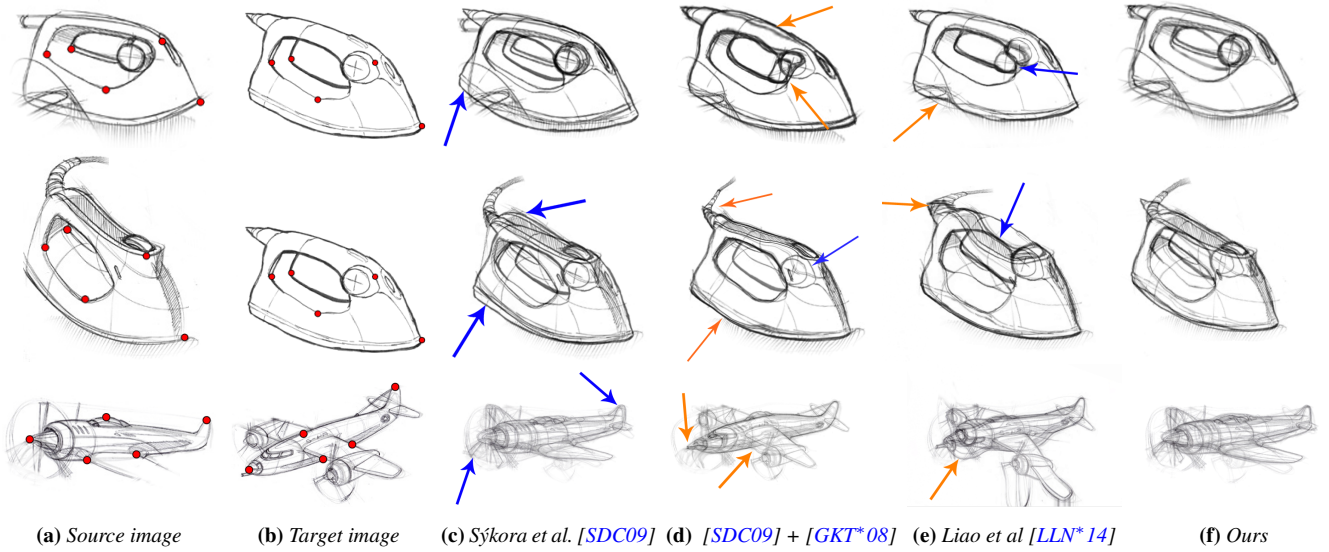 (a) Source image (b) Target image (c) Sýkora et al. [SDC09] (d) [SDC09] + [GKT*08] (e) Liao et al [LLN*14] (f) Ours